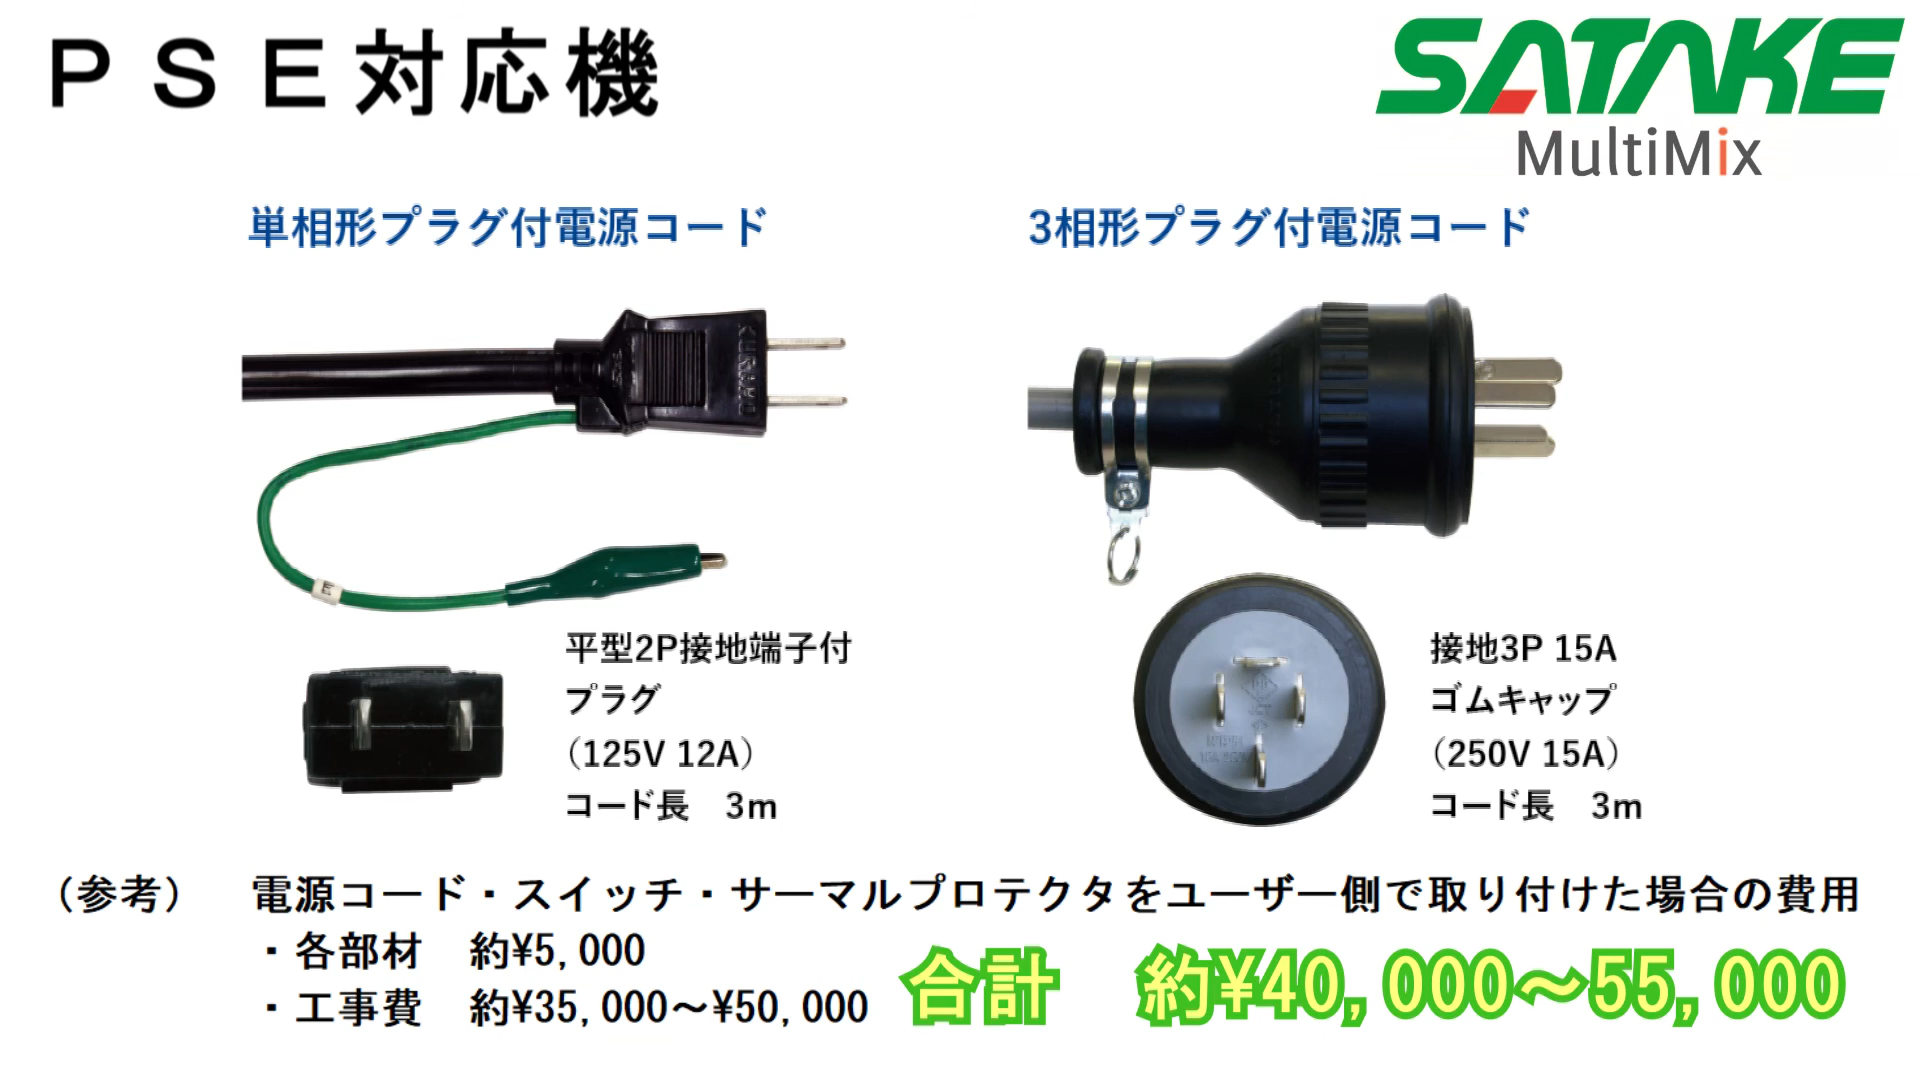 PSE対応機
SATAKE
MultiMix
単相形プラグ付電源コード
3相形プラグ付電源コード
平型2P接地端子付
プラグ
（125V 12A）
コード長　3m
接地3P 15A
ゴムキャップ
（250V 15A）
コード長　3m
（参考）　電源コード・スイッチ・サーマルプロテクタをユーザー側で取り付けた場合の費用
・各部材　約¥5,000
・工事費　約¥35,000～¥50,000
合計　約¥40,000～55,000